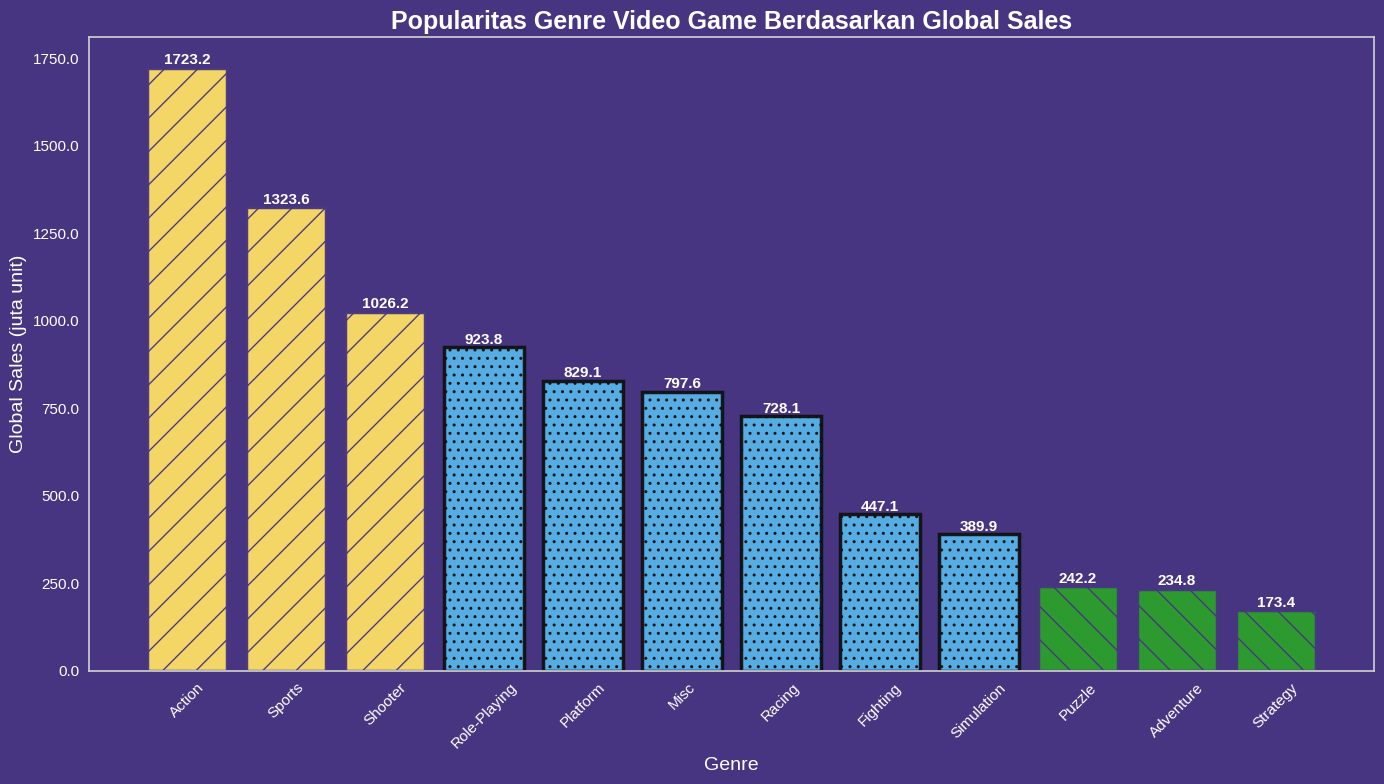 Popularitas Genre Video Game Berdasarkan Global Sales
Global Sales (juta unit)
1750.0
1500.0
1250.0
1000.0
750.0
500.0
250.0
0.0
1723.2
1323.6
1026.2
923.8
829.1
797.6
728.1
447.1
389.9
242.2
234.8
173.4
Action
Sports
Shooter
Role-Playing
Platform
Misc
Racing
Fighting
Simulation
Puzzle
Adventure
Strategy
Genre